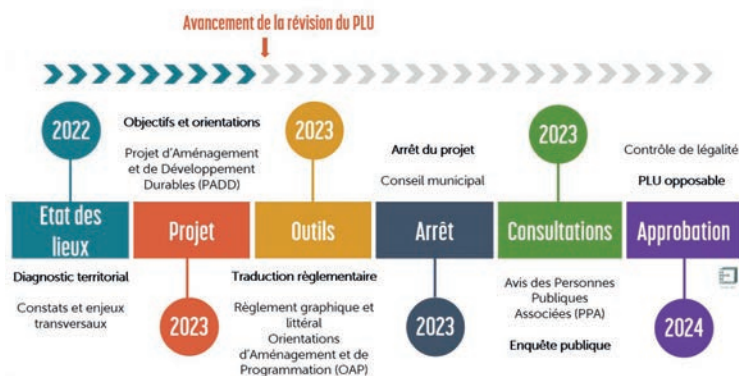 Avancement de la révision du PLU
2022
Objectifs et orientations
Projet d'Aménagement
et de Développement
Durables (PADD)
2023
Arrêt du projet
Conseil municipal
2023
Contrôle de légalité
PLU opposable
Etat des
lieux
Projet
Outils
Arrêt
Consultations
Approbation
Diagnostic territorial
Constats et enjeux
transversaux
2023
Traduction règlementaire
Règlement graphique et
littéral
Orientations
d'Aménagement et de
Programmation (OAP)
2023
Avis des Personnes
Publiques
Associées (PPA)
Enquête publique
2024